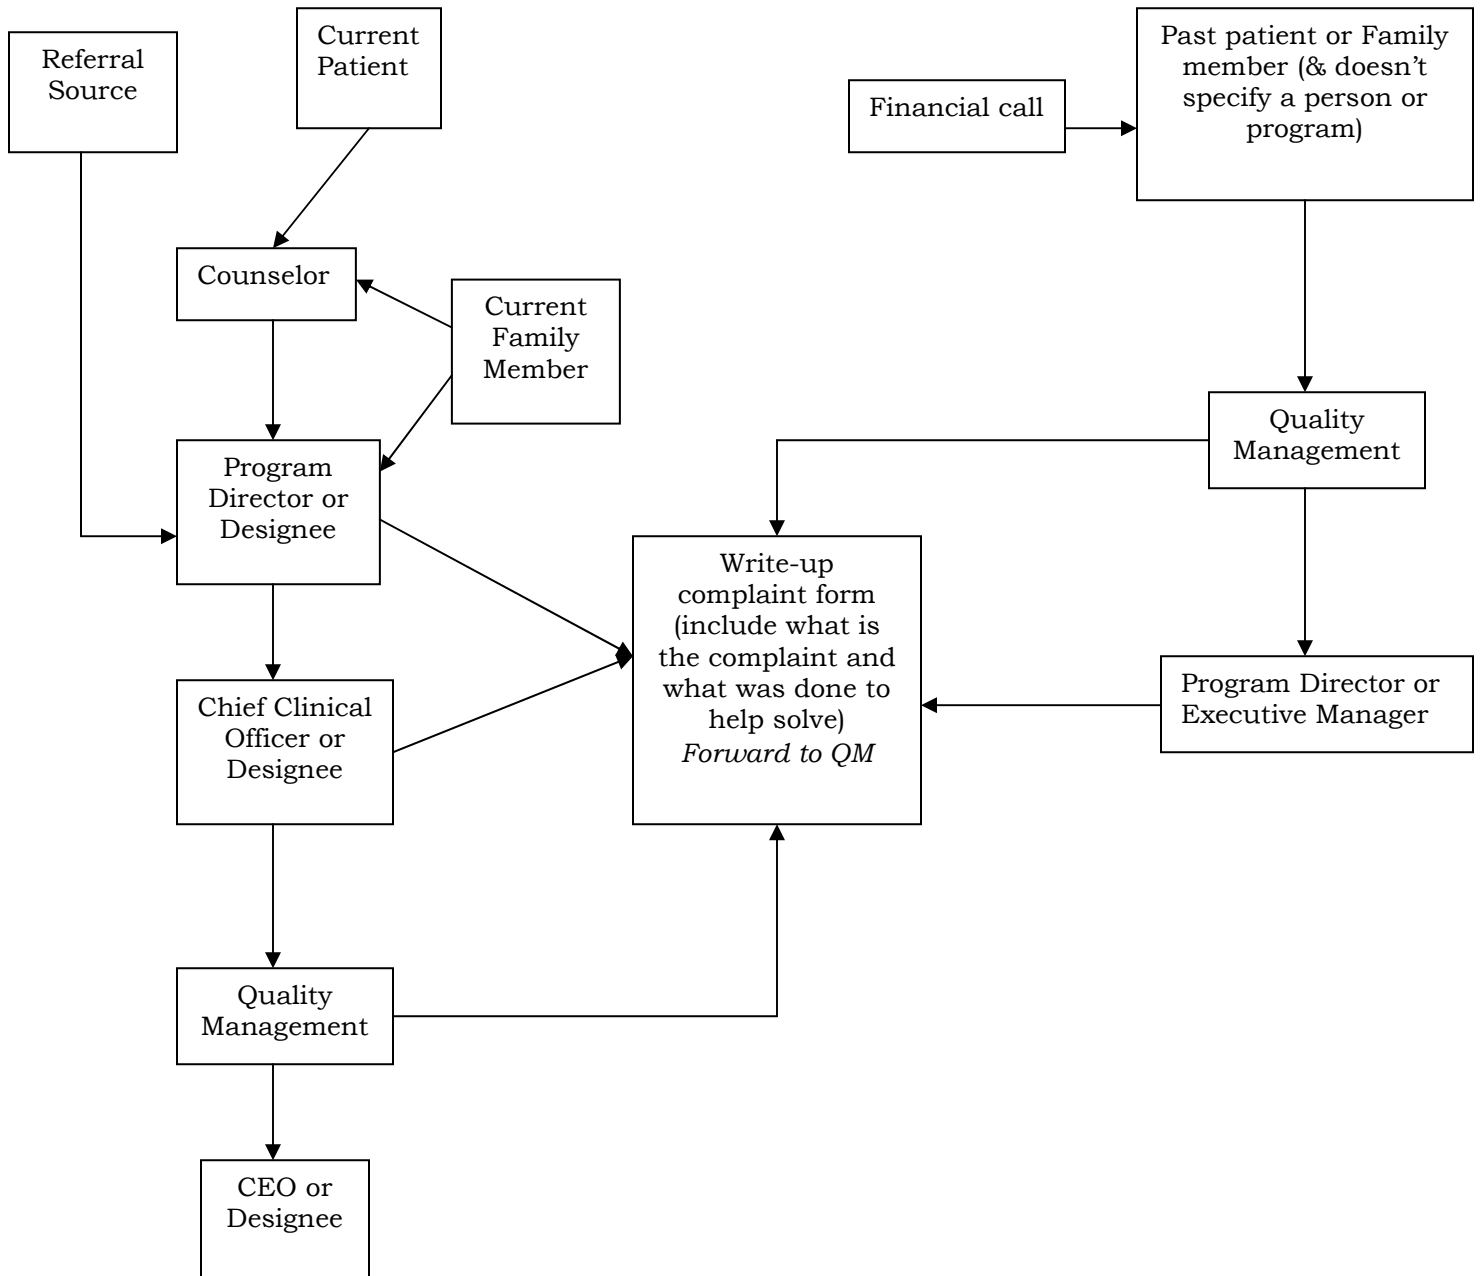 Referral
Source
Current
Patient
Financial call
Past patient or Family
member (& doesn’t
specify a person or
program)
Counselor
Current
Family
Member
Program
Director or
Designee
Quality
Management
Write-up
complaint form
(include what is
the complaint and
what was done to
help solve)
Forward to QM
Program Director or
Executive Manager
Chief Clinical
Officer or
Designee
Quality
Management
CEO or
Designee